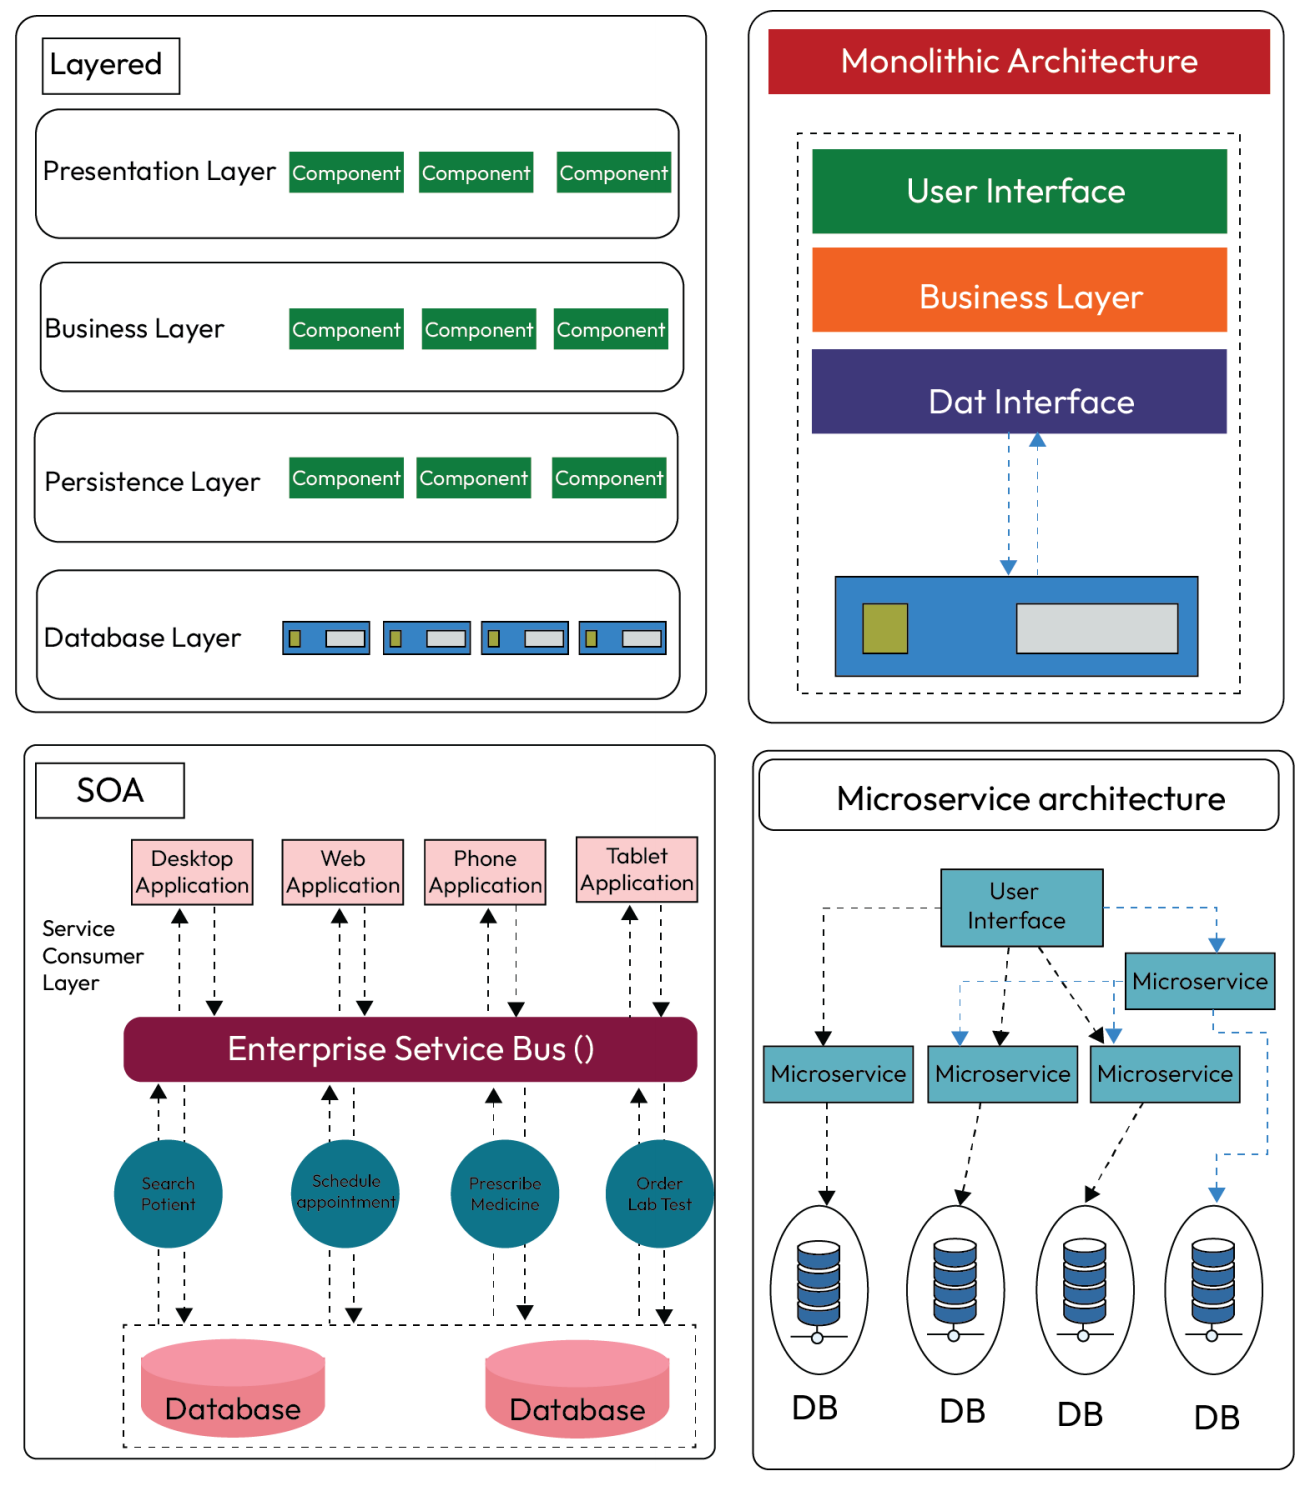 Layered
Presentation Layer
Component
Component
Component
Business Layer
Component
Component
Component
Persistence Layer
Component
Component
Component
Database Layer
Monolithic Architecture
User Interface
Business Layer
Dat Interface
SOA
Desktop
Application
Web
Application
Phone
Application
Tablet
Application
Service
Consumer
Layer
Enterprise Setvice Bus ()
Search
Potient
Schedule
appointment
Prescribe
Medicine
Order
Lab Test
Database
Database
Microservice architecture
User
Interface
Microservice
Microservice
Microservice
Microservice
DB
DB
DB
DB